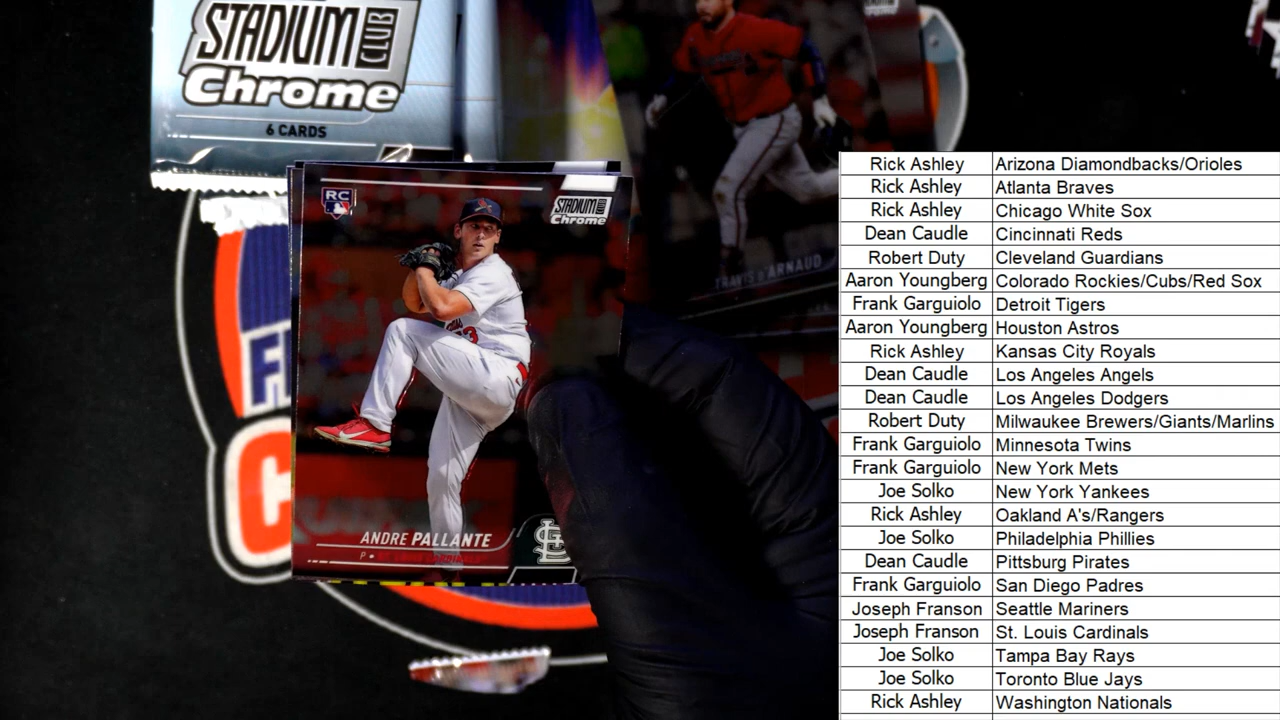 STADIUM CLUB
Chrome
6 CARDS
TRAVIS d'ARNAUD
RC
STADIUM CLUB
Chrome
ANDRE PALLANTE
P
F
C
Rick Ashley Arizona Diamondbacks/Orioles
Rick Ashley Atlanta Braves
Rick Ashley Chicago White Sox
Dean Caudle Cincinnati Reds
Robert Duty Cleveland Guardians
Aaron Youngberg Colorado Rockies/Cubs/Red Sox
Frank Garguiolo Detroit Tigers
Aaron Youngberg Houston Astros
Rick Ashley Kansas City Royals
Dean Caudle Los Angeles Angels
Dean Caudle Los Angeles Dodgers
Robert Duty Milwaukee Brewers/Giants/Marlins
Frank Garguiolo Minnesota Twins
Frank Garguiolo New York Mets
Joe Solko New York Yankees
Rick Ashley Oakland A's/Rangers
Joe Solko Philadelphia Phillies
Dean Caudle Pittsburg Pirates
Frank Garguiolo San Diego Padres
Joseph Franson Seattle Mariners
Joseph Franson St. Louis Cardinals
Joe Solko Tampa Bay Rays
Joe Solko Toronto Blue Jays
Rick Ashley Washington Nationals